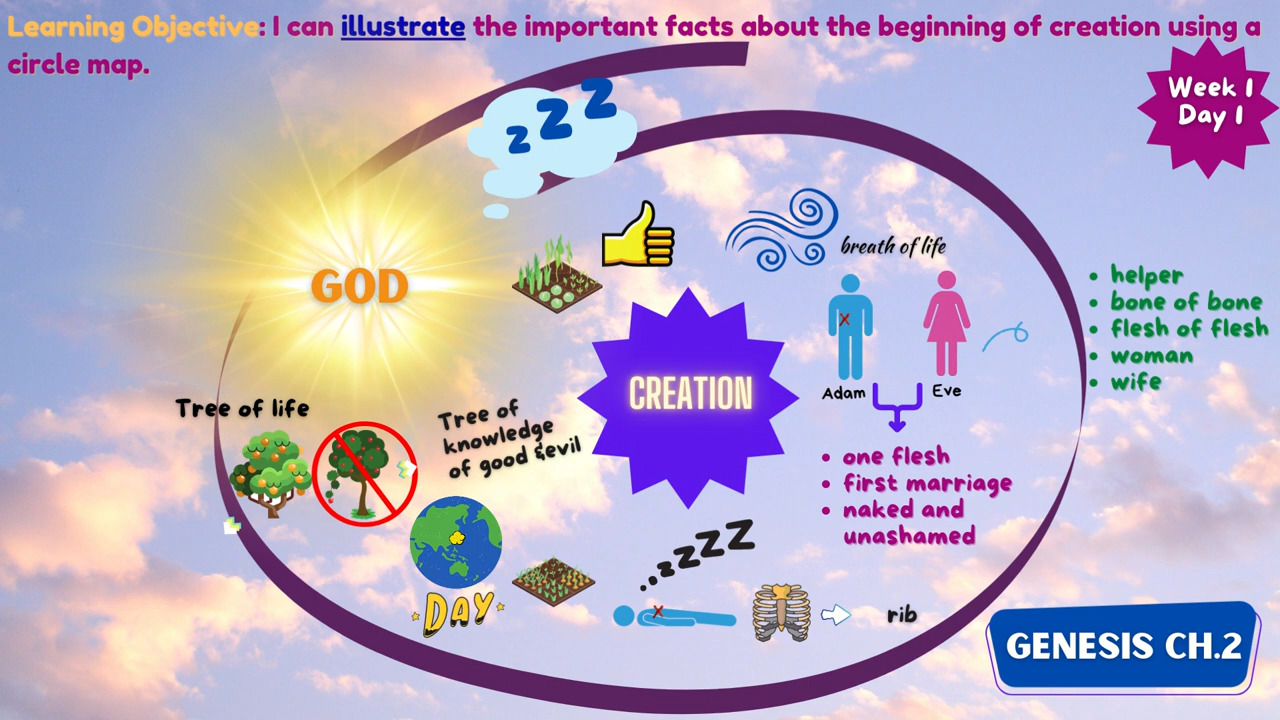 Learning Objective: I can illustrate the important facts about the beginning of creation using a
circle map.
Week 1
Day 1
z z z
GOD
breath of life
helper
bone of bone
flesh of flesh
woman
wife
CREATION
Adam
Eve
Tree of life
Tree of
knowledge
of good &evil
one flesh
first marriage
naked and
unashamed
zzzz
DAY
rib
GENESIS CH.2